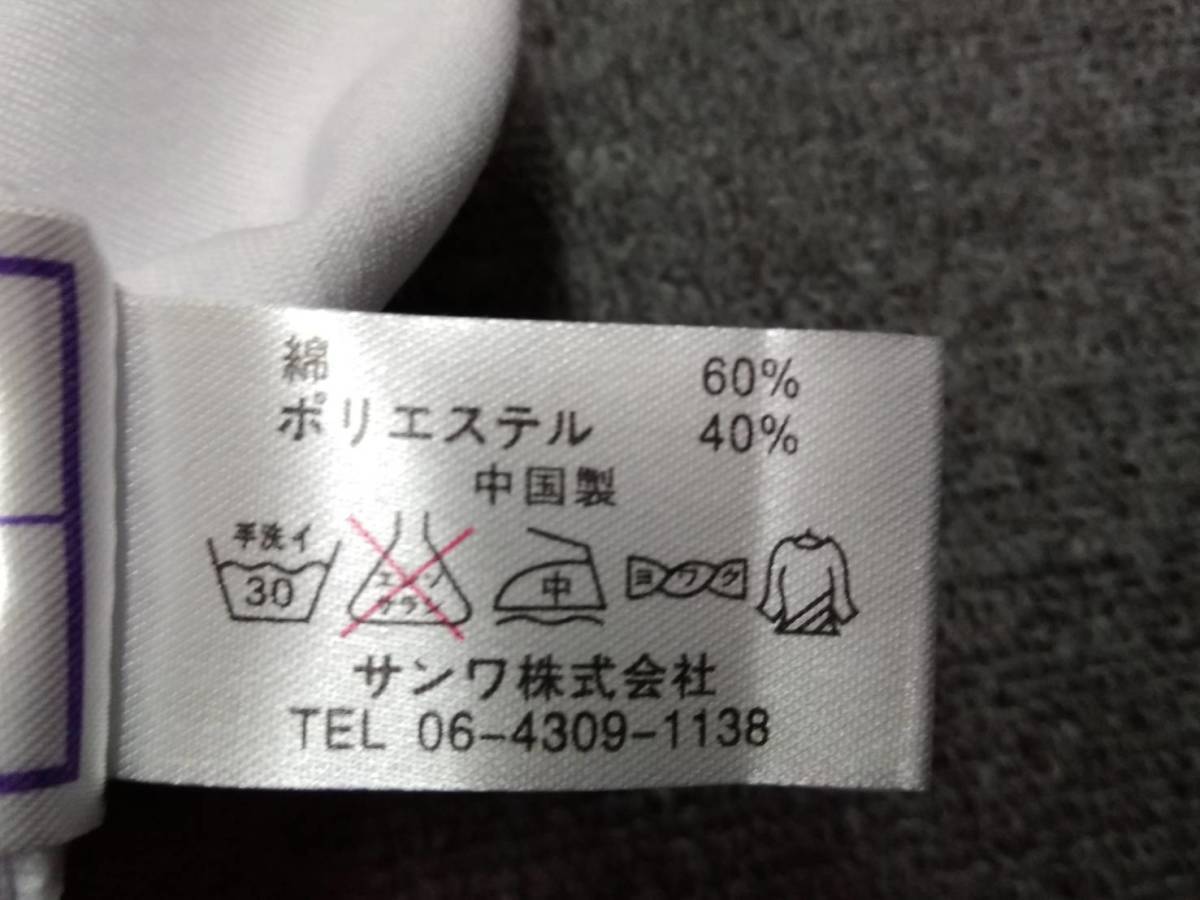 綿 60%
ポリエステル 40%
中国製
手洗イ
30
エンソ
サラシ
中
ヨワク
サンワ株式会社
TEL 06-4309-1138